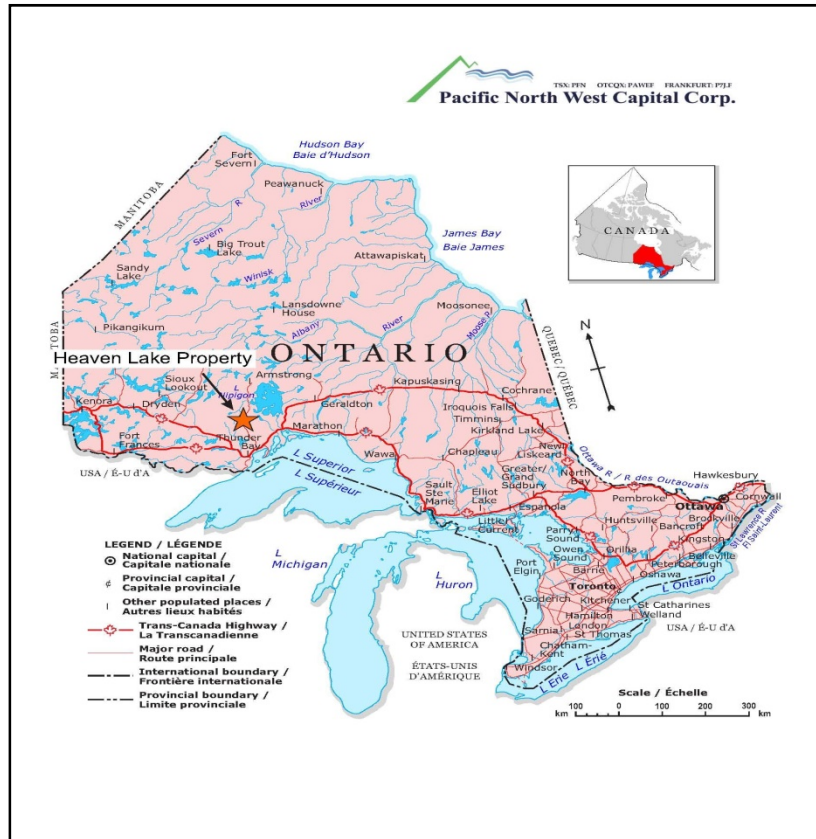 TSX: PFN OTCQX: PAWEF FRANKFURT: P7J.F
Pacific North West Capital Corp.
Hudson Bay
Baie d'Hudson
Fort
Severn
Peawanuck
MANITOBA
Severn R
River
James Bay
Baie James
CANADA
Big Trout
Lake
Winisk
Attawapiskat
Sandy
Lake
Lansdowne
House
Moosonee
Pikangikum
Albany River
Moose R
QUEBEC / QUÉBEC
N
Heaven Lake Property
ONTARIO
Armstrong
Sioux
Lookout
L
Nipigon
Kapuskasing
Cochrane
Kenora
Dryden
Geraldton
Iroquois Falls
Timmins
Kirkland Lake
Fort
Frances
Thunder
Bay
Marathon
Wawa
Chapleau
New
Liskeard
Ottawa R / R des Outaouais
USA / É-U d'A
L Superior
L Supérieur
Greater/
Grand
Sudbury
North
Bay
Hawkesbury
Sault
Ste
Marie
Elliot
Lake
Espanola
Pembroke
Ottawa
Cornwall
Little
Current
Huntsville
Brockville
Bancroft
Parry
Sound
Kingston
St Lawrence R
Fl Saint-Laurent
Owen
Sound
Orillia
Belleville
Peterborough
Barrie
Port
Elgin
Oshawa
L
Michigan
L
Huron
Toronto
L Ontario
Goderich
Kitchener
St Catharines
Hamilton
Welland
London
Sarnia
St Thomas
USA / É-U d'A
UNITED STATES
OF AMERICA
ÉTATS-UNIS
D'AMÉRIQUE
Chatham-
Kent
Windsor
L Erie L Érié
LEGEND / LÉGENDE
National capital /
Capitale nationale
Provincial capital /
Capitale provinciale
Other populated places /
Autres lieux habités
Trans-Canada Highway /
La Transcanadienne
Major road /
Route principale
International boundary /
Frontière internationale
Provincial boundary /
Limite provinciale
Scale / Échelle
km 100 0 100 200 300 km